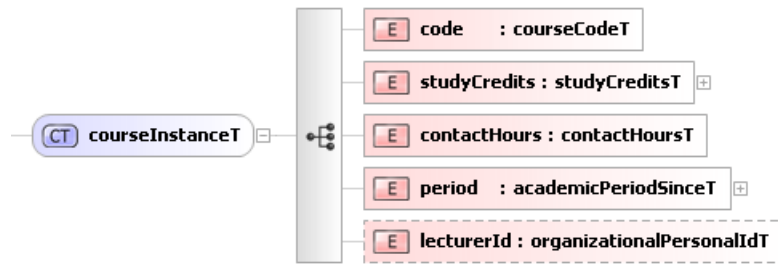 E code : courseCodeT
E studyCredits : studyCreditsT
CT courseInstanceT
E contactHours : contactHoursT
E period : academicPeriodSinceT
E lecturerId : organizationalPersonalIdT